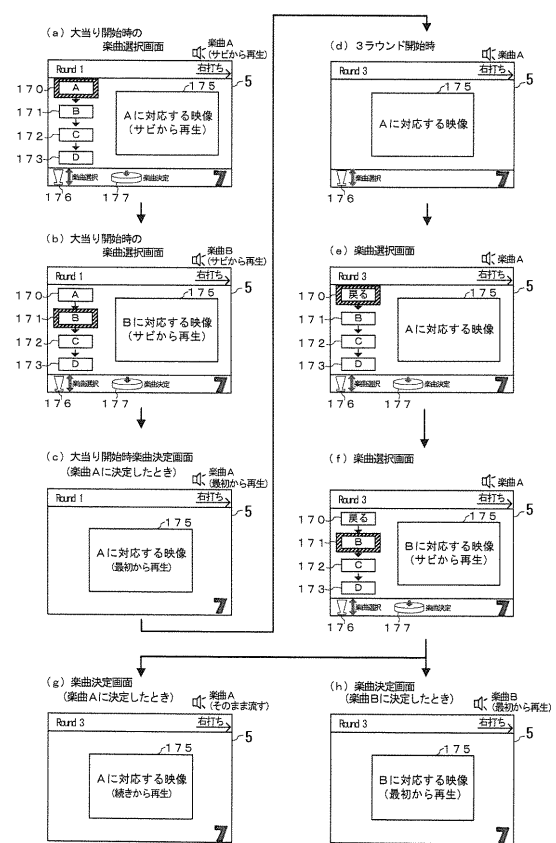 (a) 大当り開始時の
楽曲選択画面
楽曲A
(サビから再生)
Round 1
右打ち
5
170
A
171
B
172
C
173
D
175
Aに対応する映像
(サビから再生)
楽曲選択
楽曲決定
7
176
177
(b) 大当り開始時の
楽曲選択画面
楽曲B
(サビから再生)
Round 1
右打ち
5
170
A
171
B
172
C
173
D
175
Bに対応する映像
(サビから再生)
楽曲選択
楽曲決定
7
176
177
(c) 大当り開始時楽曲決定画面
(楽曲Aに決定したとき)
楽曲A
(最初から再生)
Round 1
右打ち
5
175
Aに対応する映像
(最初から再生)
7
(d) 3ラウンド開始時
楽曲A
Round 3
右打ち
5
175
Aに対応する映像
楽曲選択
7
176
(e) 楽曲選択画面
楽曲A
Round 3
右打ち
5
170
戻る
171
B
172
C
173
D
175
Aに対応する映像
楽曲選択
楽曲決定
7
176
177
(f) 楽曲選択画面
楽曲A
Round 3
右打ち
5
170
戻る
171
B
172
C
173
D
175
Bに対応する映像
(サビから再生)
楽曲選択
楽曲決定
7
176
177
(g) 楽曲決定画面
(楽曲Aに決定したとき)
楽曲A
(そのまま流す)
Round 3
右打ち
5
175
Aに対応する映像
(続きから再生)
7
(h) 楽曲決定画面
(楽曲Bに決定したとき)
楽曲B
(最初から再生)
Round 3
右打ち
5
175
Bに対応する映像
(最初から再生)
7